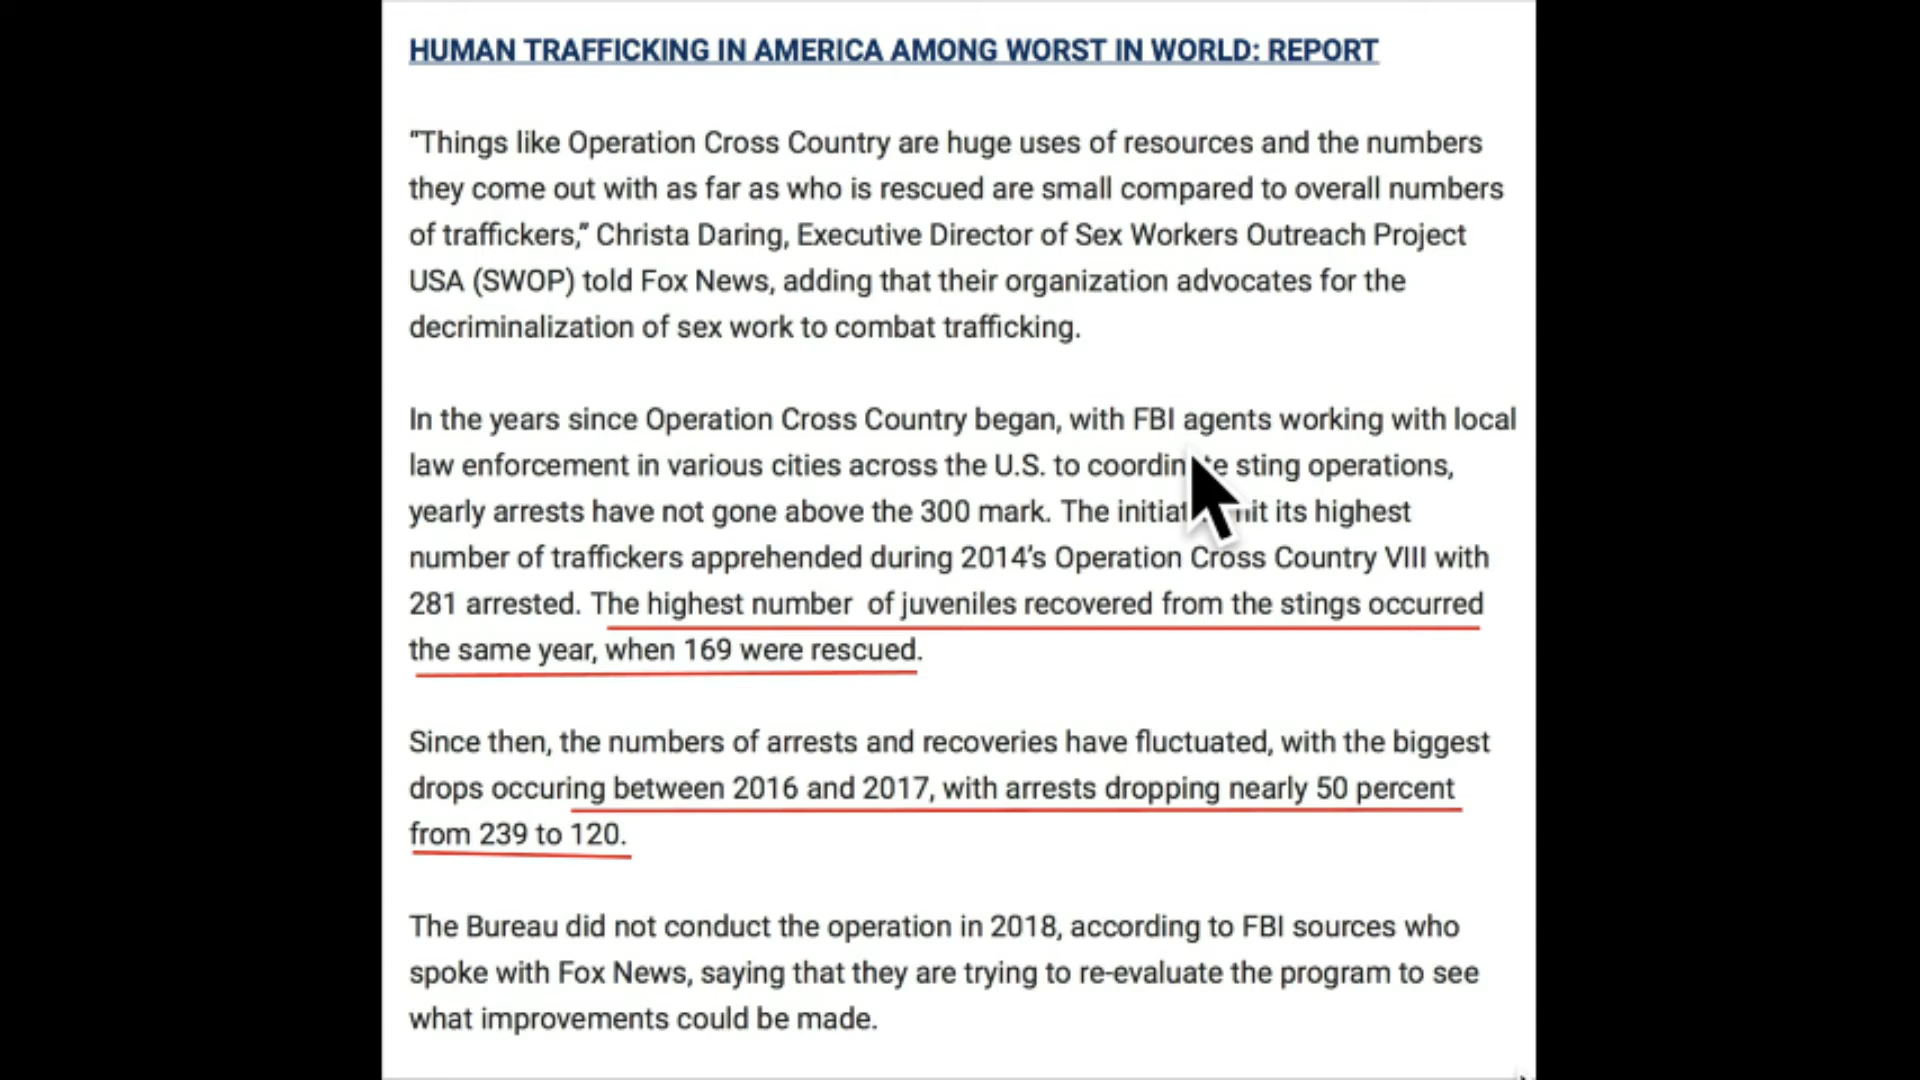 HUMAN TRAFFICKING IN AMERICA AMONG WORST IN WORLD: REPORT
“Things like Operation Cross Country are huge uses of resources and the numbers
they come out with as far as who is rescued are small compared to overall numbers
of traffickers,” Christa Daring, Executive Director of Sex Workers Outreach Project
USA (SWOP) told Fox News, adding that their organization advocates for the
decriminalization of sex work to combat trafficking.
In the years since Operation Cross Country began, with FBI agents working with local
law enforcement in various cities across the U.S. to sting operations,
yearly arrests have not gone above the 300 mark. The hit its highest
number of traffickers apprehended during 2014’s Operation Cross Country VIII with
281 arrested. The highest number of juveniles recovered from the stings occurred
the same year, when 169 were rescued.
Since then, the numbers of arrests and recoveries have fluctuated, with the biggest
drops occuring between 2016 and 2017, with arrests dropping nearly 50 percent
from 239 to 120.
The Bureau did not conduct the operation in 2018, according to FBI sources who
spoke with Fox News, saying that they are trying to re-evaluate the program to see
what improvements could be made.